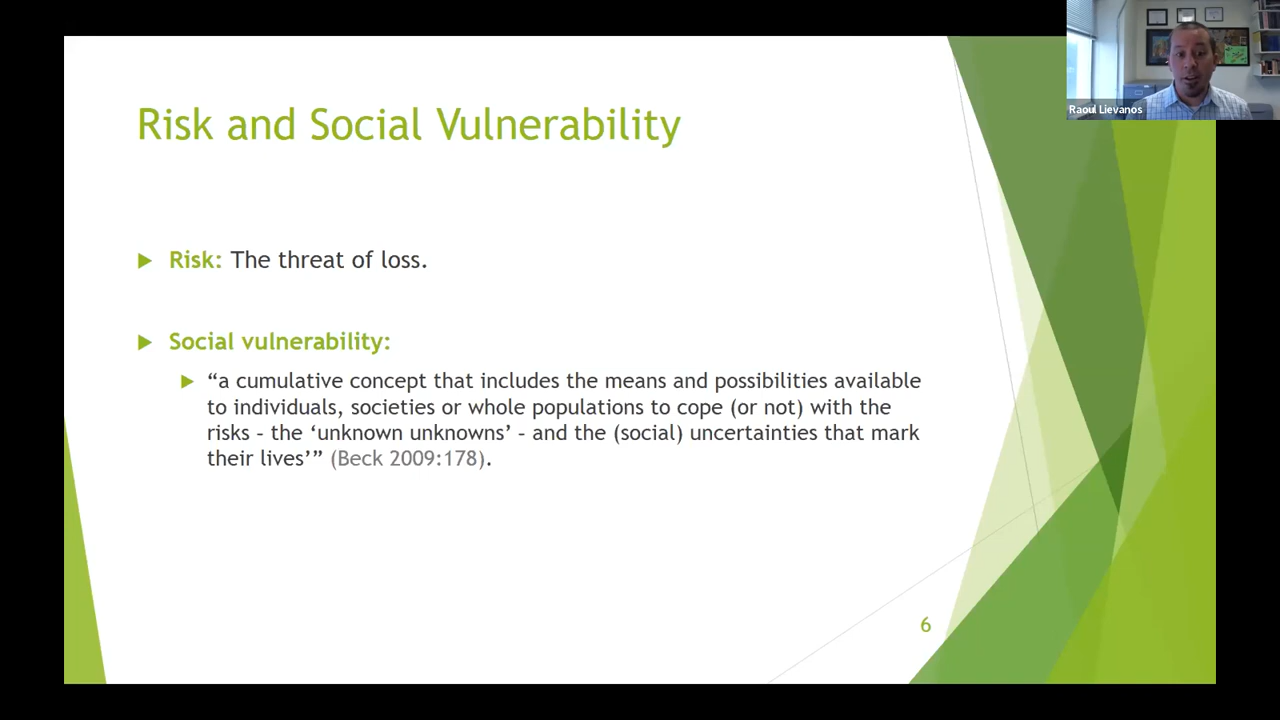 Raoul Lievanos
Risk and Social Vulnerability
Risk: The threat of loss.
Social vulnerability:
“a cumulative concept that includes the means and possibilities available
to individuals, societies or whole populations to cope (or not) with the
risks – the ‘unknown unknowns’ – and the (social) uncertainties that mark
their lives’” (Beck 2009:178).
6